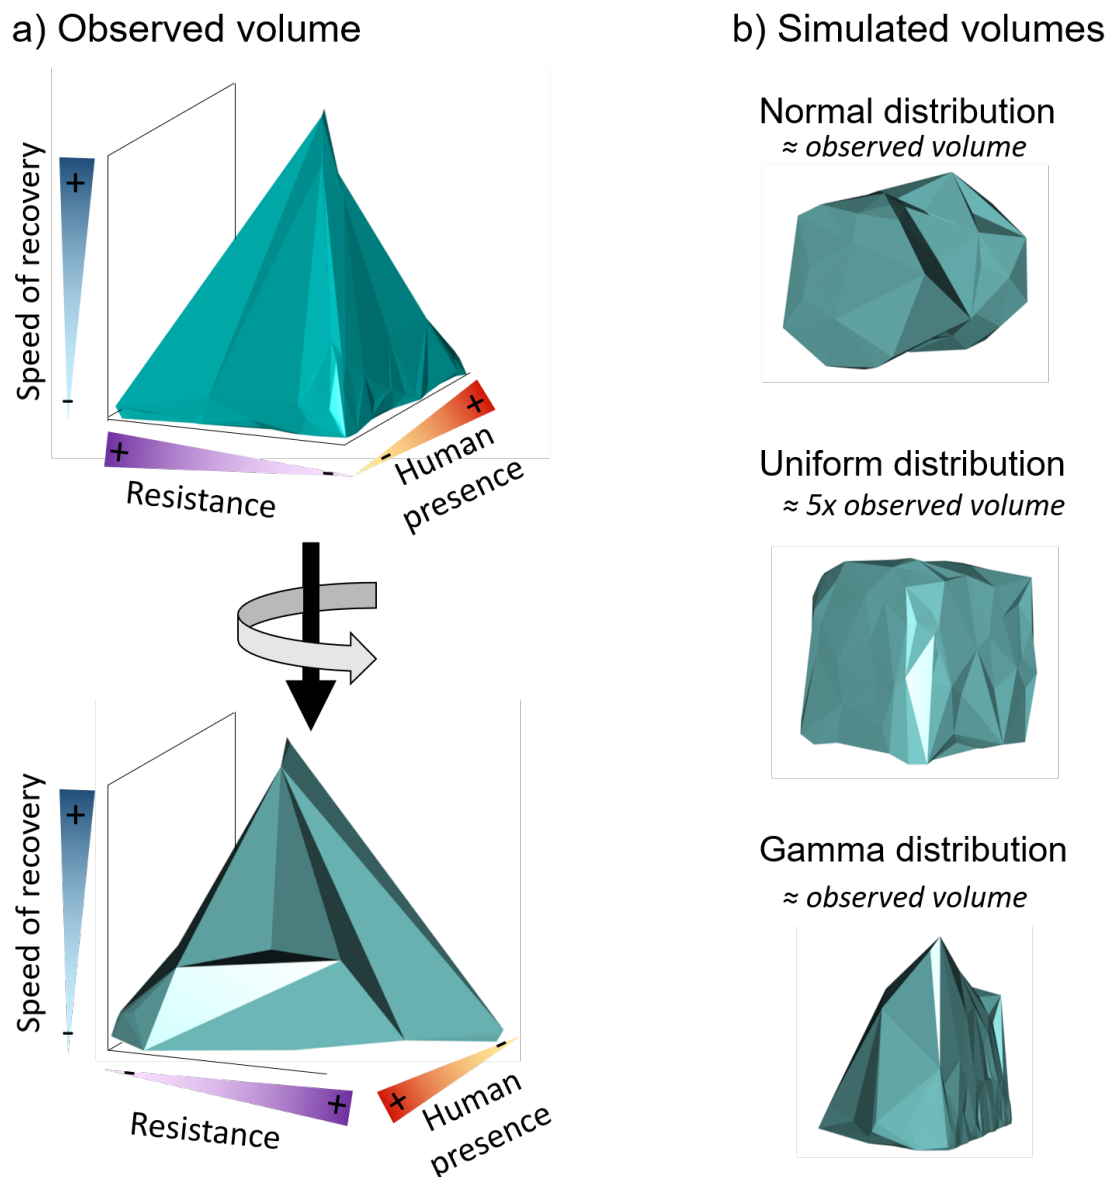 a) Observed volume
Speed of recovery
+
-
+
-
Resistance
-
+
Human
presence
Speed of recovery
+
-
-
+
Resistance
+
-
Human
presence
b) Simulated volumes
Normal distribution
≈ observed volume
Uniform distribution
≈ 5x observed volume
Gamma distribution
≈ observed volume